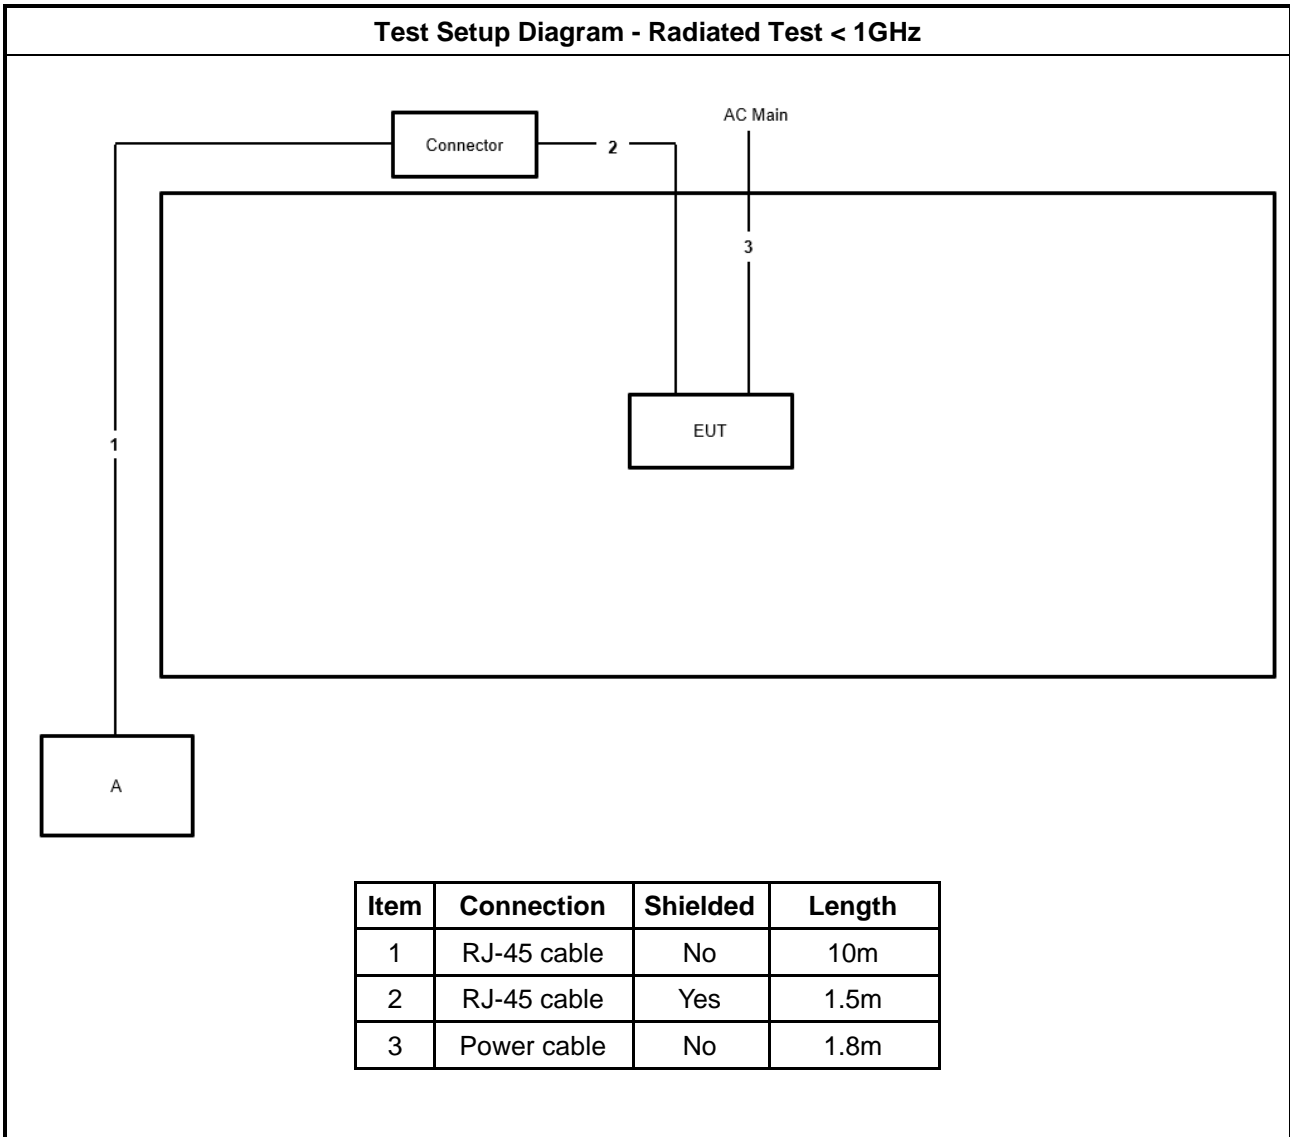 Test Setup Diagram - Radiated Test < 1GHz
AC Main
Connector
2
3
EUT
1
A
Item Connection Shielded Length
1 RJ-45 cable No 10m
2 RJ-45 cable Yes 1.5m
3 Power cable No 1.8m